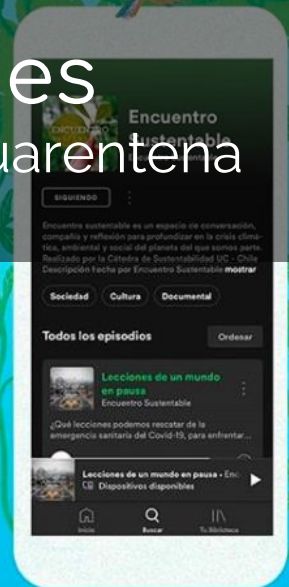 es
uarentena
Encuentro
Sustentable
SIGUIENDO
Encuentro sustentable es un espacio de conversación,
compañía y reflexión para profundizar en la crisis climá-
tica, ambiental y social del planeta del que somos parte.
Realizado por la Cátedra de Sustentabilidad UC - Chile
Descripción hecha por Encuentro Sustentable mostrar
Sociedad Cultura Documental
Todos los episodios Ordenar
Lecciones de un mundo
en pausa
Encuentro Sustentable
¿Qué lecciones podemos rescatar de la
emergencia sanitaria del Covid-19, para enfrentar...
Lecciones de un mundo en pausa • Enc
Dispositivos disponibles
Inicio Buscar Tu Biblioteca